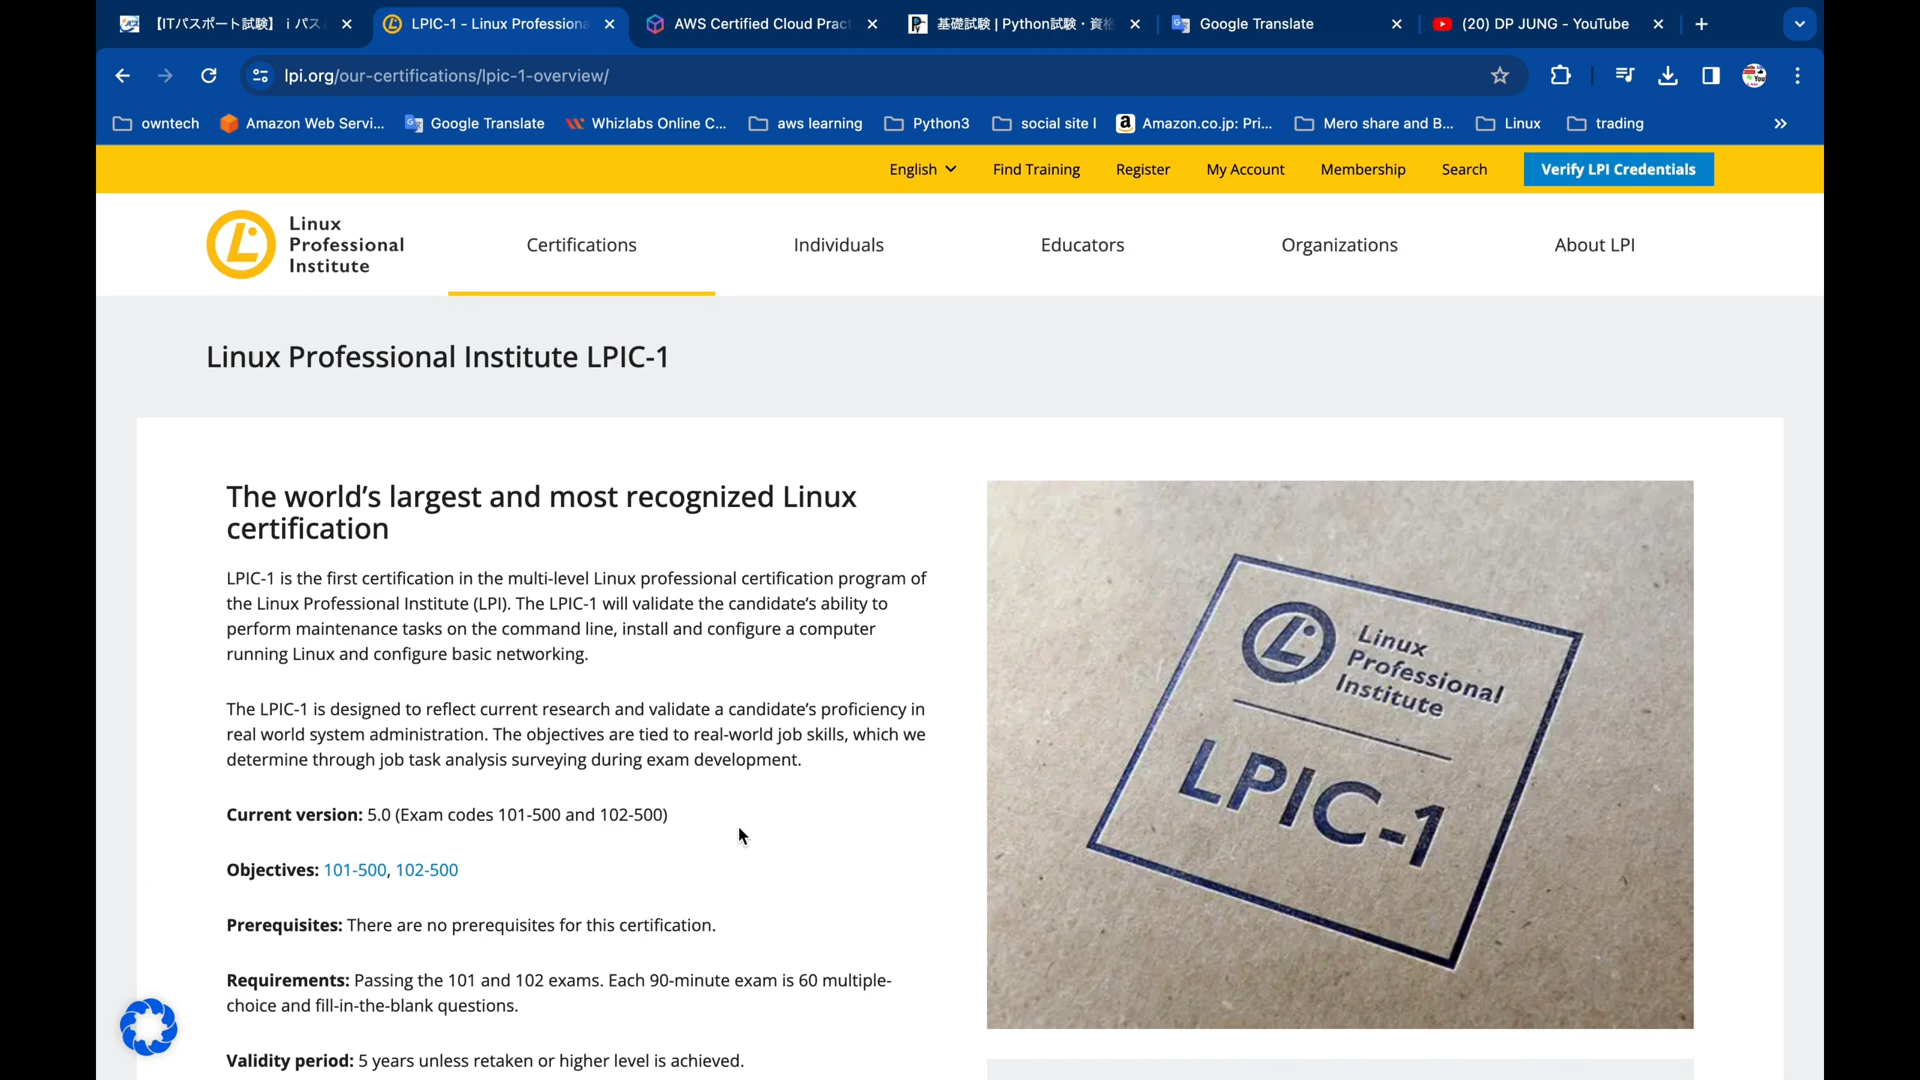 【ITパスポート試験】iパス
LPIC-1 - Linux Professiona
AWS Certified Cloud Pract
基礎試験 | Python試験・資格
Google Translate
(20) DP JUNG - YouTube
lpi.org/our-certifications/lpic-1-overview/
owntech
Amazon Web Servi...
Google Translate
Whizlabs Online C...
aws learning
Python3
social site l
Amazon.co.jp: Pri...
Mero share and B...
Linux
trading
English
Find Training
Register
My Account
Membership
Search
Verify LPI Credentials
Linux
Professional
Institute
Certifications
Individuals
Educators
Organizations
About LPI
Linux Professional Institute LPIC-1
The world’s largest and most recognized Linux
certification
LPIC-1 is the first certification in the multi-level Linux professional certification program of
the Linux Professional Institute (LPI). The LPIC-1 will validate the candidate’s ability to
perform maintenance tasks on the command line, install and configure a computer
running Linux and configure basic networking.
The LPIC-1 is designed to reflect current research and validate a candidate’s proficiency in
real world system administration. The objectives are tied to real-world job skills, which we
determine through job task analysis surveying during exam development.
Current version: 5.0 (Exam codes 101-500 and 102-500)
Objectives: 101-500, 102-500
Prerequisites: There are no prerequisites for this certification.
Requirements: Passing the 101 and 102 exams. Each 90-minute exam is 60 multiple-
choice and fill-in-the-blank questions.
Validity period: 5 years unless retaken or higher level is achieved.
Linux
Professional
Institute
LPIC-1